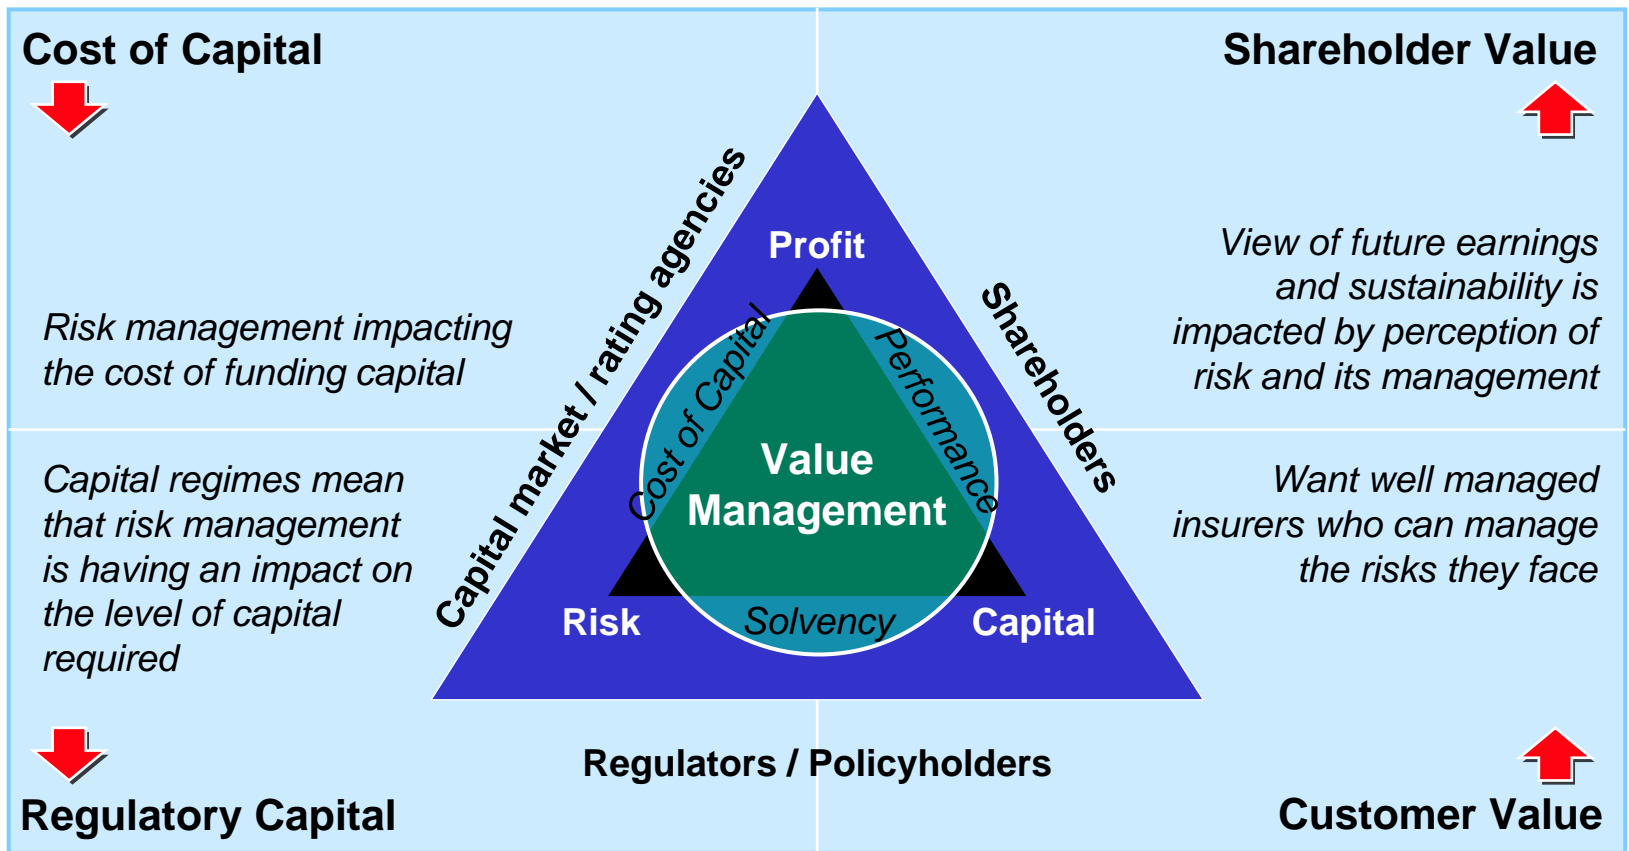 Cost of Capital
Shareholder Value
Risk management impacting
the cost of funding capital
View of future earnings
and sustainability is
impacted by perception of
risk and its management
Capital market / rating agencies
Shareholders
Profit
Cost of Capital
Performance
Value
Management
Risk
Solvency
Capital
Capital regimes mean
that risk management
is having an impact on
the level of capital
required
Want well managed
insurers who can manage
the risks they face
Regulators / Policyholders
Regulatory Capital
Customer Value